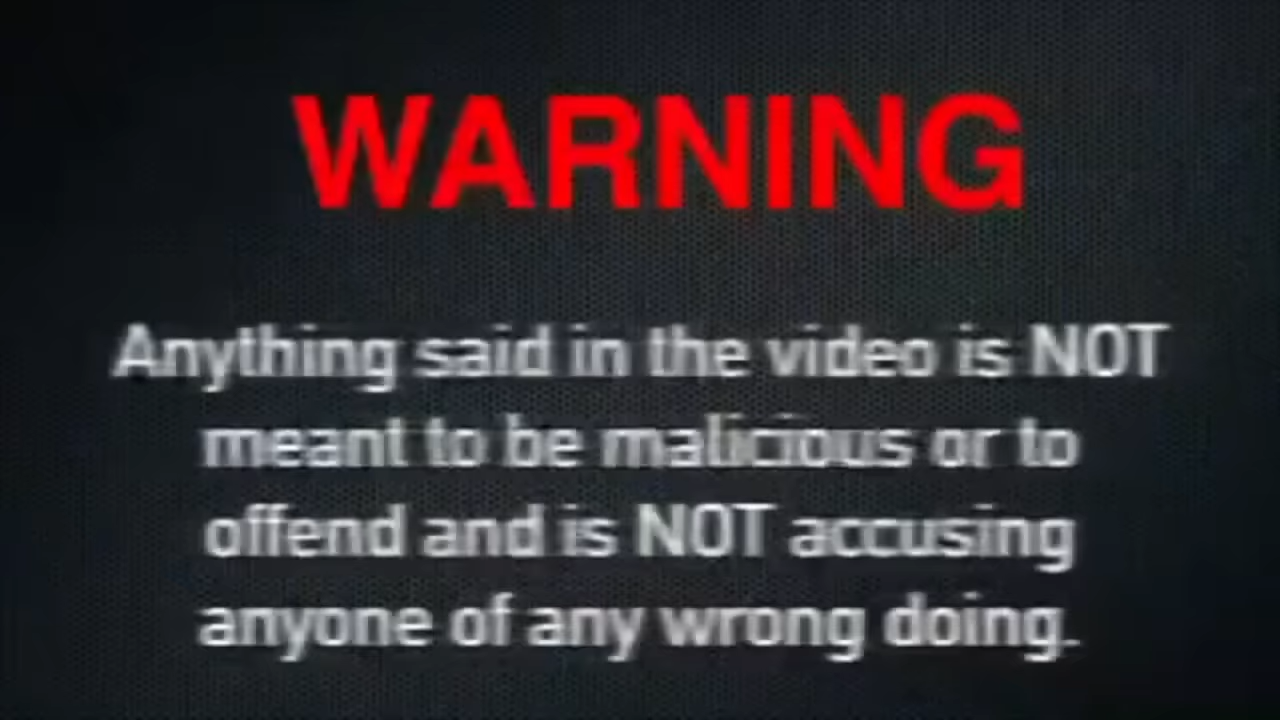 WARNING
Anything said in the video is NOT
meant to be malicious or to
offend and is NOT accusing
anyone of any wrong doing.